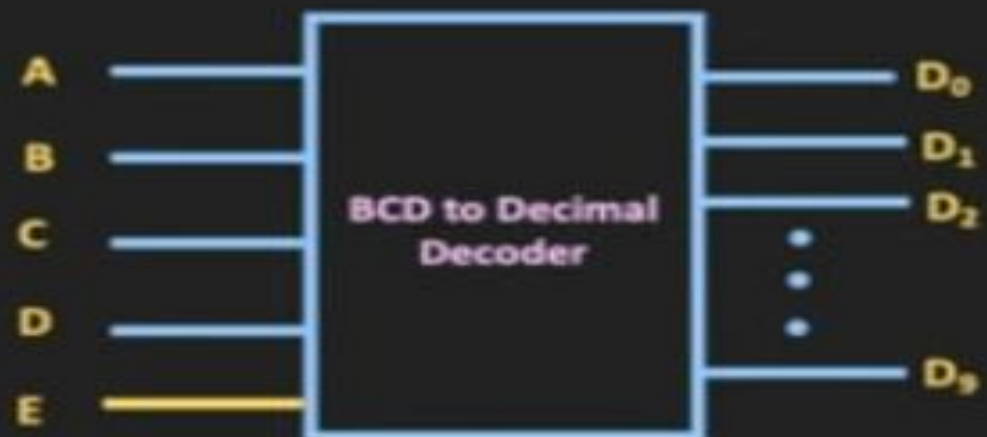 A
B
C
D
E
BCD to Decimal
Decoder
D₀
D₁
D₂
D₉